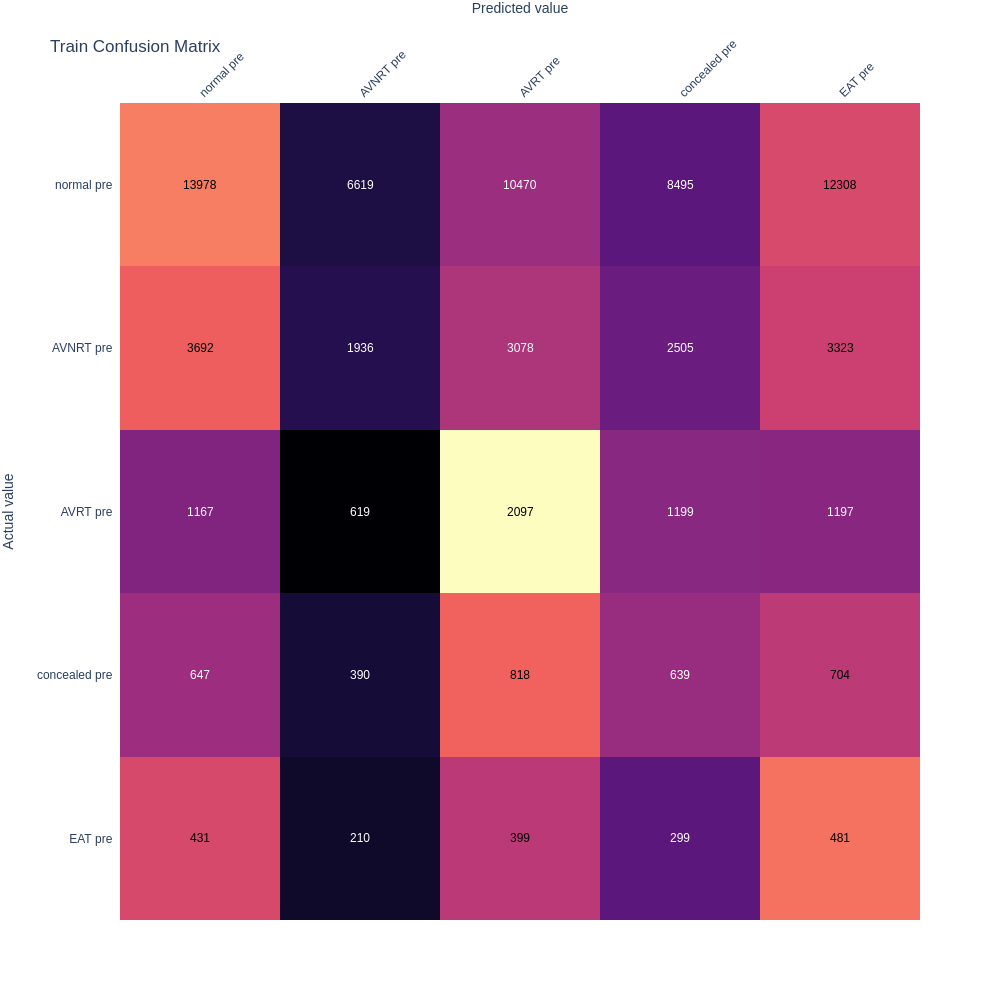 Predicted value
Train Confusion Matrix
normal pre AVNRT pre AVRT pre concealed pre EAT pre
normal pre 13978 6619 10470 8495 12308
AVNRT pre 3692 1936 3078 2505 3323
Actual value
AVRT pre 1167 619 2097 1199 1197
concealed pre 647 390 818 639 704
EAT pre 431 210 399 299 481